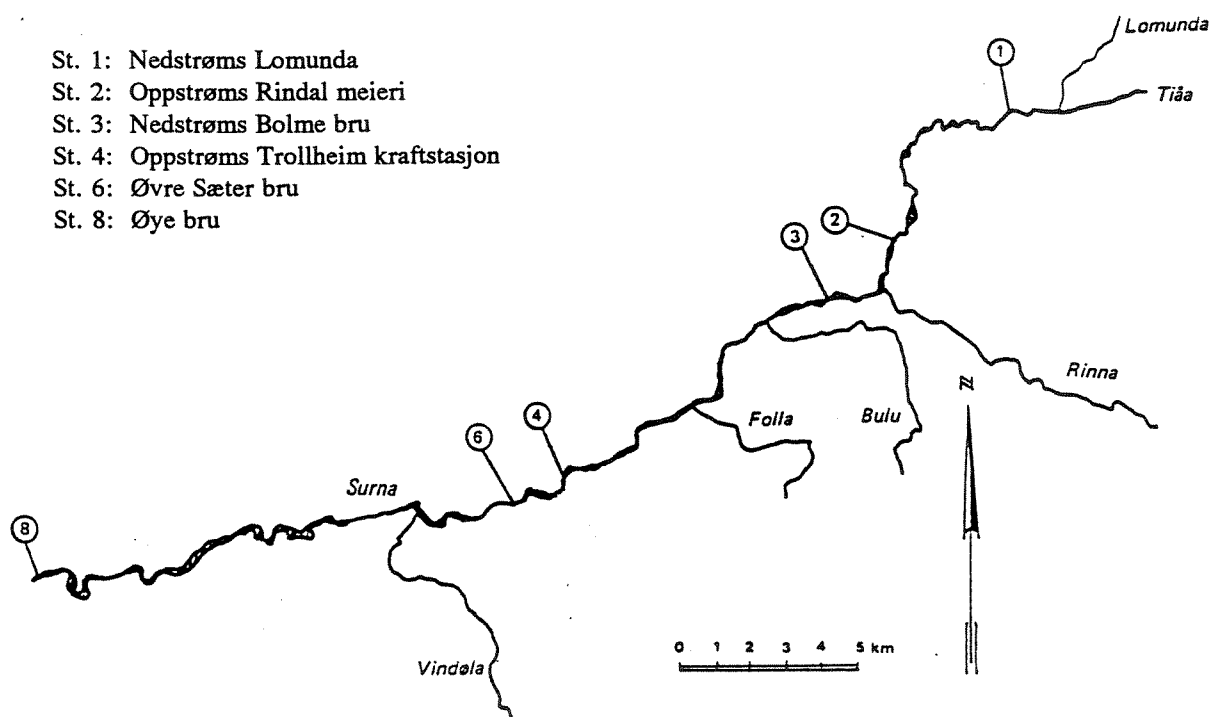 St. 1: Nedstrøms Lomunda
St. 2: Oppstrøms Rindal meieri
St. 3: Nedstrøms Bolme bru
St. 4: Oppstrøms Trollheim kraftstasjon
St. 6: Øvre Sæter bru
St. 8: Øye bru
Lomunda
1
Tiåa
2
3
Rinna
N
Folla
Bulu
4
6
Surna
8
0 1 2 3 4 5 km
Vindøla